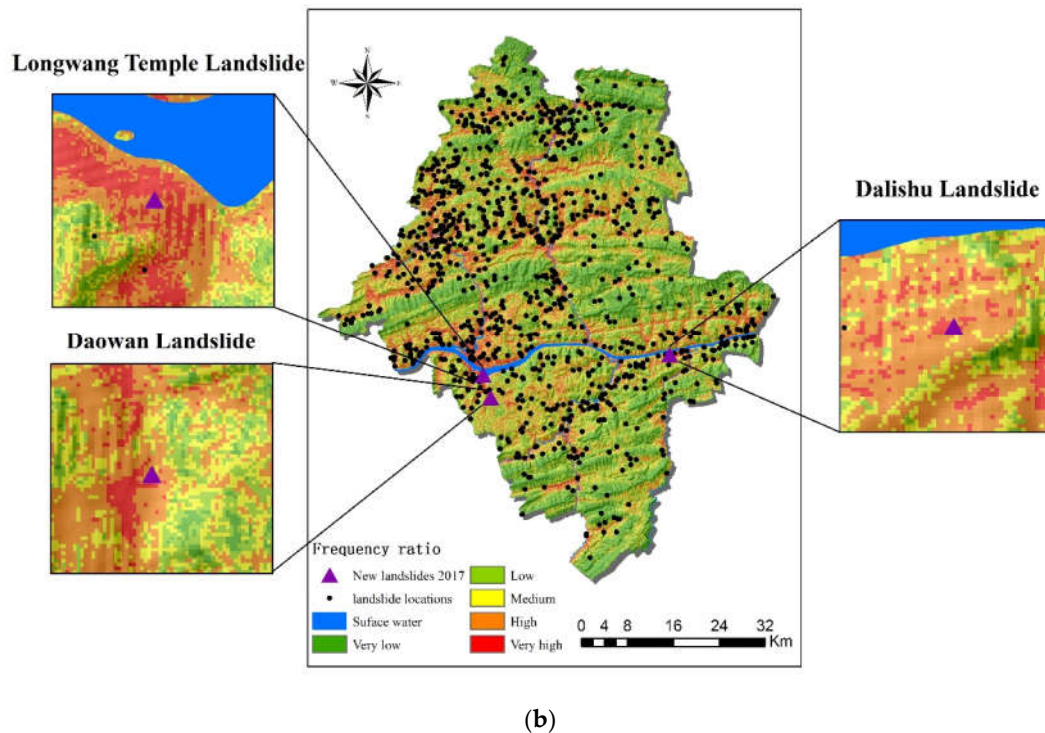 Longwang Temple Landslide
N
W
E
S
Dalishu Landslide
Daowan Landslide
Frequency ratio
New landslides 2017
landslide locations
Suface water
Very low
Low
Medium
High
Very high
0 4 8 16 24 32
Km
(b)